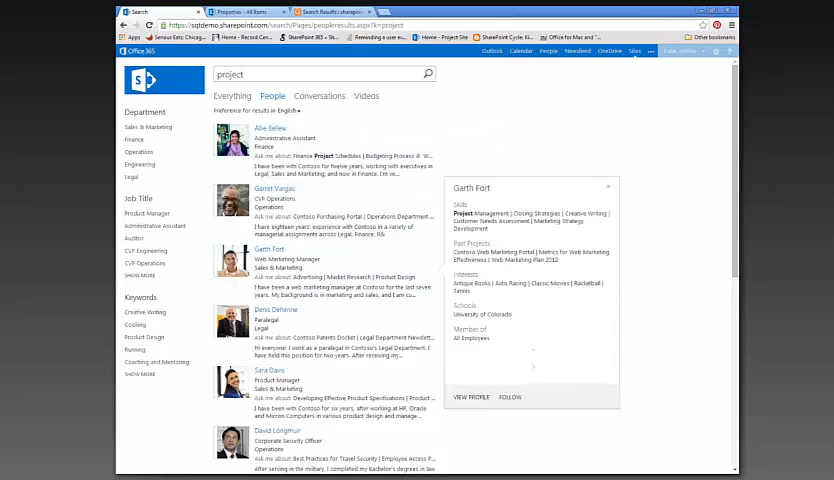 Search
Properties - All Items
Search Results : sharepoin
https://sqtdemo.sharepoint.com/search/Pages/peopleresults.aspx?k=project
Apps
Serious Eats: Chicag...
Home - Record Cen
SharePoint 365 + Sh...
Reminding a user ev...
Home - Project Site
SharePoint Cycle: Ki...
Office for Mac and "...
Other bookmarks
Office 365
Outlook
Calendar
People
Newsfeed
OneDrive
Sites
...
?
project
Everything
People
Conversations
Videos
Preference for results in English
Department
Sales & Marketing
Finance
Operations
Engineering
Legal
Job Title
Product Manager
Administrative Assistant
Auditor
CVP Engineering
CVP Operations
SHOW MORE
Keywords
Creative Writing
Cooking
Product Design
Running
Coaching and Mentoring
SHOW MORE
Allie Bellew
Administrative Assistant
Finance
Ask me about: Finance Project Schedules | Budgeting Process & W...
I have been with Contoso for twelve years, working with executives in
Legal, Sales and Marketing, and now in Finance. I'm ve...
Garret Vargas
CVP Operations
Operations
Ask me about: Contoso Purchasing Portal | Operations Department ...
I have eighteen years' experience with Contoso in a variety of
managerial assignments across Legal, Finance, R&
Garth Fort
Web Marketing Manager
Sales & Marketing
Ask me about: Advertising | Market Research | Product Design
I have been a web marketing manager at Contoso for the last seven
years. My background is in marketing and sales, and I am cu...
Denis Dehenne
Paralegal
Legal
Ask me about: Contoso Patents Docket | Legal Department Newslett...
Hi everyone: I work as a paralegal in Contoso's Legal Department. I
have held this position for two years. After receiving my...
Sara Davis
Product Manager
Sales & Marketing
Ask me about: Developing Effective Product Specifications | Product ...
I have been with Contoso for six years, after working at HP, Oracle
and Micron Computers in various product design and manage...
David Longmuir
Corporate Security Officer
Operations
Ask me about: Best Practices for Travel Security | Employee Access P...
After serving in the military, I completed my Bachelor's degrees in law
Garth Fort
Skills
Project Management | Closing Strategies | Creative Writing |
Customer Needs Assessment | Marketing Strategy
Development
Past Projects
Contoso Web Marketing Portal | Metrics for Web Marketing
Effectiveness | Web Marketing Plan 2012
Interests
Antique Books | Auto Racing | Classic Movies | Racketball |
Tennis
Schools
University of Colorado
Member of
All Employees
VIEW PROFILE
FOLLOW